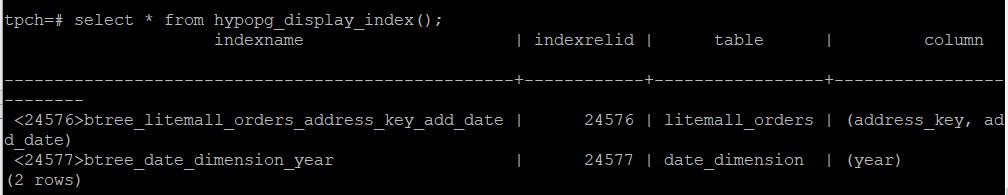 tpch=# select * from hypopg_display_index();
                     indexname                     | indexrelid |      table      |         column
---------------------------------------------------+------------+-----------------+-----------------
--------
 <24576>btree_litemall_orders_address_key_add_date |      24576 | litemall_orders | (address_key, ad
d_date)
 <24577>btree_date_dimension_year                  |      24577 | date_dimension  | (year)
(2 rows)